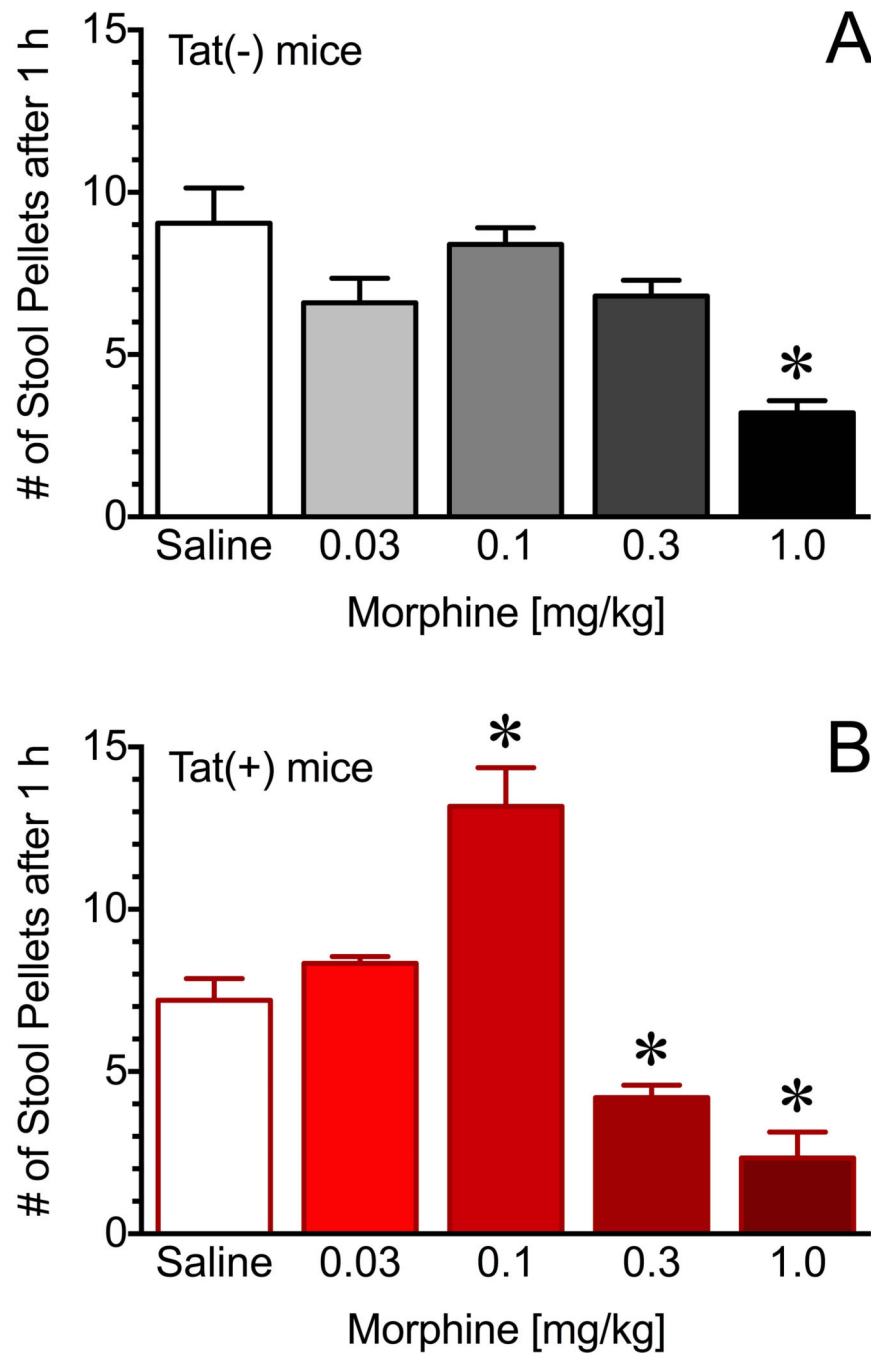 A
Tat(-) mice
# of Stool Pellets after 1 h
15
10
5
0
*
Saline 0.03 0.1 0.3 1.0
Morphine [mg/kg]
B
Tat(+) mice
# of Stool Pellets after 1 h
15
10
5
0
*
*
*
Saline 0.03 0.1 0.3 1.0
Morphine [mg/kg]